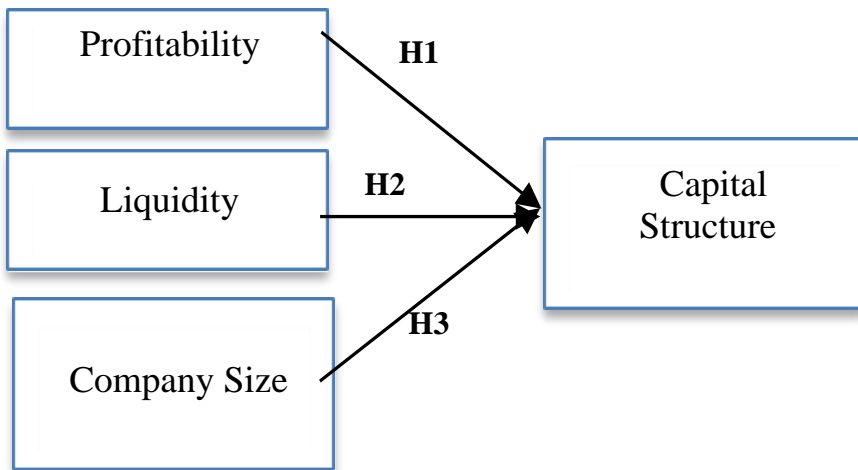 Profitability
H1
Liquidity
H2
Capital
Structure
H3
Company Size